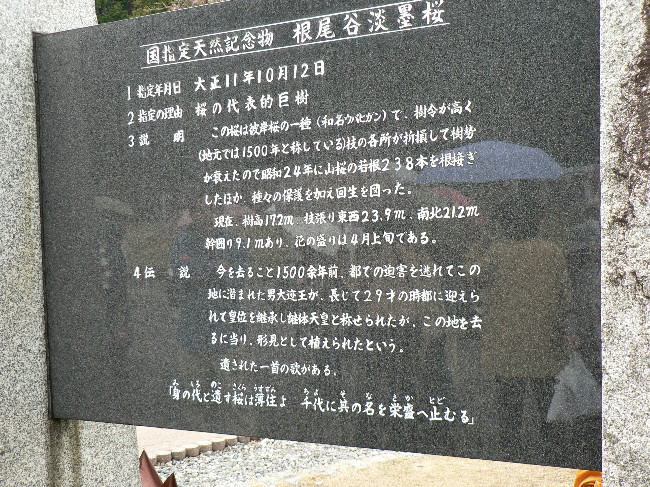 国指定天然記念物 根尾谷淡墨桜
1 指定年月日 大正11年10月12日
2 指定の理由 桜の代表的巨樹
3 説 明 この桜は彼岸桜の一種(和名ウバヒガン)で、樹令が高く
(地元では1500年と称している)枝の各所が折損して樹勢
が衰えたので昭和24年に山桜の若根238本を根接ぎ
したほか、種々の保護を加え回生を図った。
現在、樹高17.2m 枝張り東西23.9m、南北21.2m
幹囲り9.1mあり、花の盛りは4月上旬である。
4 伝 説 今を去ること1500余年前、都での迫害を逃れてこの
地に潜まれた男大迹王が、長じて29才の時都に迎えら
れて皇位を継承し継体天皇と称せられたが、この地を去
るに当り、形見として植えられたという。
遺された一首の歌がある。
「身の代と遺す桜は薄住よ 千代に其の名を栄盛へ止むる」